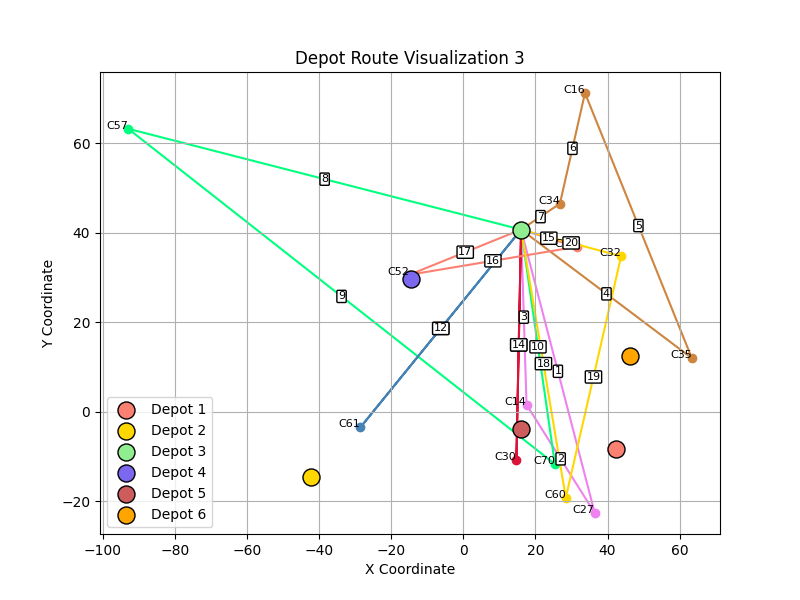 Depot Route Visualization 3
C16
C57
6
8
C34
7
5
15
20
17
C32
16
C52
4
9
3
12
14
10
C35
18
1
19
C14
C61
C30
C70
2
C60
C27
Depot 1
Depot 2
Depot 3
Depot 4
Depot 5
Depot 6
60
40
20
0
−20
−100
−80
−60
−40
−20
0
20
40
60
Y Coordinate
X Coordinate